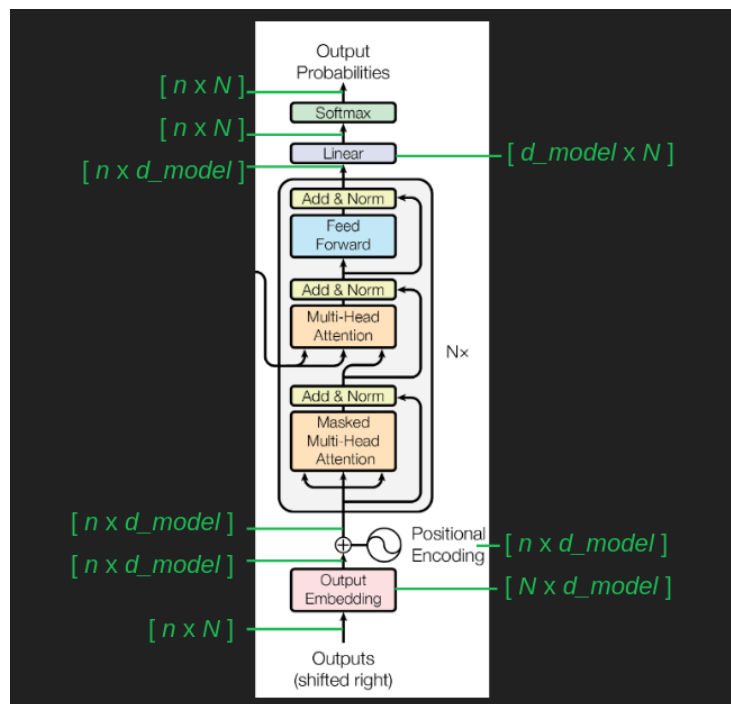 Output
Probabilities
[ n x N ]
Softmax
[ n x N ]
Linear
[ d_model x N ]
[ n x d_model ]
Add & Norm
Feed
Forward
Add & Norm
Multi-Head
Attention
N×
Add & Norm
Masked
Multi-Head
Attention
[ n x d_model ]
Positional
Encoding
[ n x d_model ]
[ n x d_model ]
Output
Embedding
[ N x d_model ]
[ n x N ]
Outputs
(shifted right)